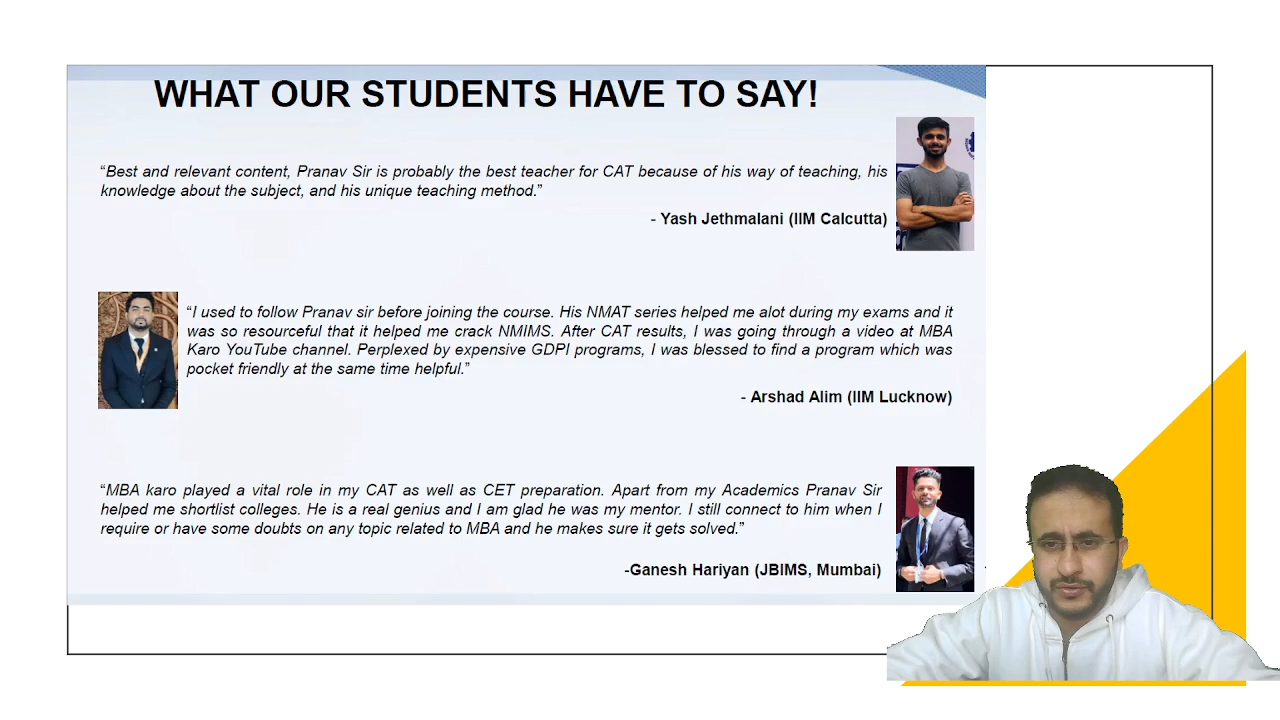 WHAT OUR STUDENTS HAVE TO SAY!
“Best and relevant content, Pranav Sir is probably the best teacher for CAT because of his way of teaching, his
knowledge about the subject, and his unique teaching method.”
- Yash Jethmalani (IIM Calcutta)
“I used to follow Pranav sir before joining the course. His NMAT series helped me alot during my exams and it
was so resourceful that it helped me crack NMIMS. After CAT results, I was going through a video at MBA
Karo YouTube channel. Perplexed by expensive GDPI programs, I was blessed to find a program which was
pocket friendly at the same time helpful.”
- Arshad Alim (IIM Lucknow)
“MBA karo played a vital role in my CAT as well as CET preparation. Apart from my Academics Pranav Sir
helped me shortlist colleges. He is a real genius and I am glad he was my mentor. I still connect to him when I
require or have some doubts on any topic related to MBA and he makes sure it gets solved.”
-Ganesh Hariyan (JBIMS, Mumbai)